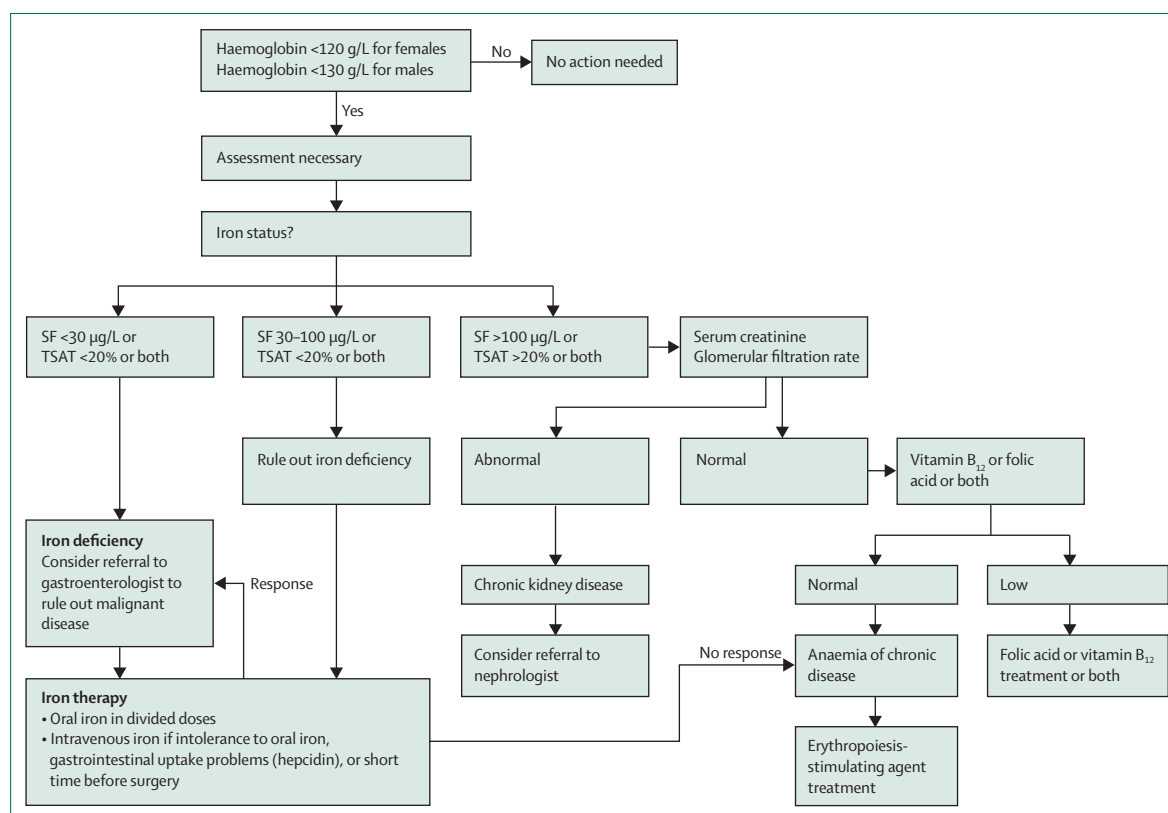 Haemoglobin <120 g/L for females
Haemoglobin <130 g/L for males
No
No action needed
Yes
Assessment necessary
Iron status?
SF <30 µg/L or
TSAT <20% or both
SF 30–100 µg/L or
TSAT <20% or both
SF >100 µg/L or
TSAT >20% or both
Serum creatinine
Glomerular filtration rate
Rule out iron deficiency
Abnormal
Normal
Vitamin B₁₂ or folic
acid or both
Iron deficiency
Consider referral to
gastroenterologist to
rule out malignant
disease
Response
Chronic kidney disease
Normal
Low
Consider referral to
nephrologist
No response
Anaemia of chronic
disease
Folic acid or vitamin B₁₂
treatment or both
Iron therapy
• Oral iron in divided doses
• Intravenous iron if intolerance to oral iron,
gastrointestinal uptake problems (hepcidin), or short
time before surgery
Erythropoiesis-
stimulating agent
treatment